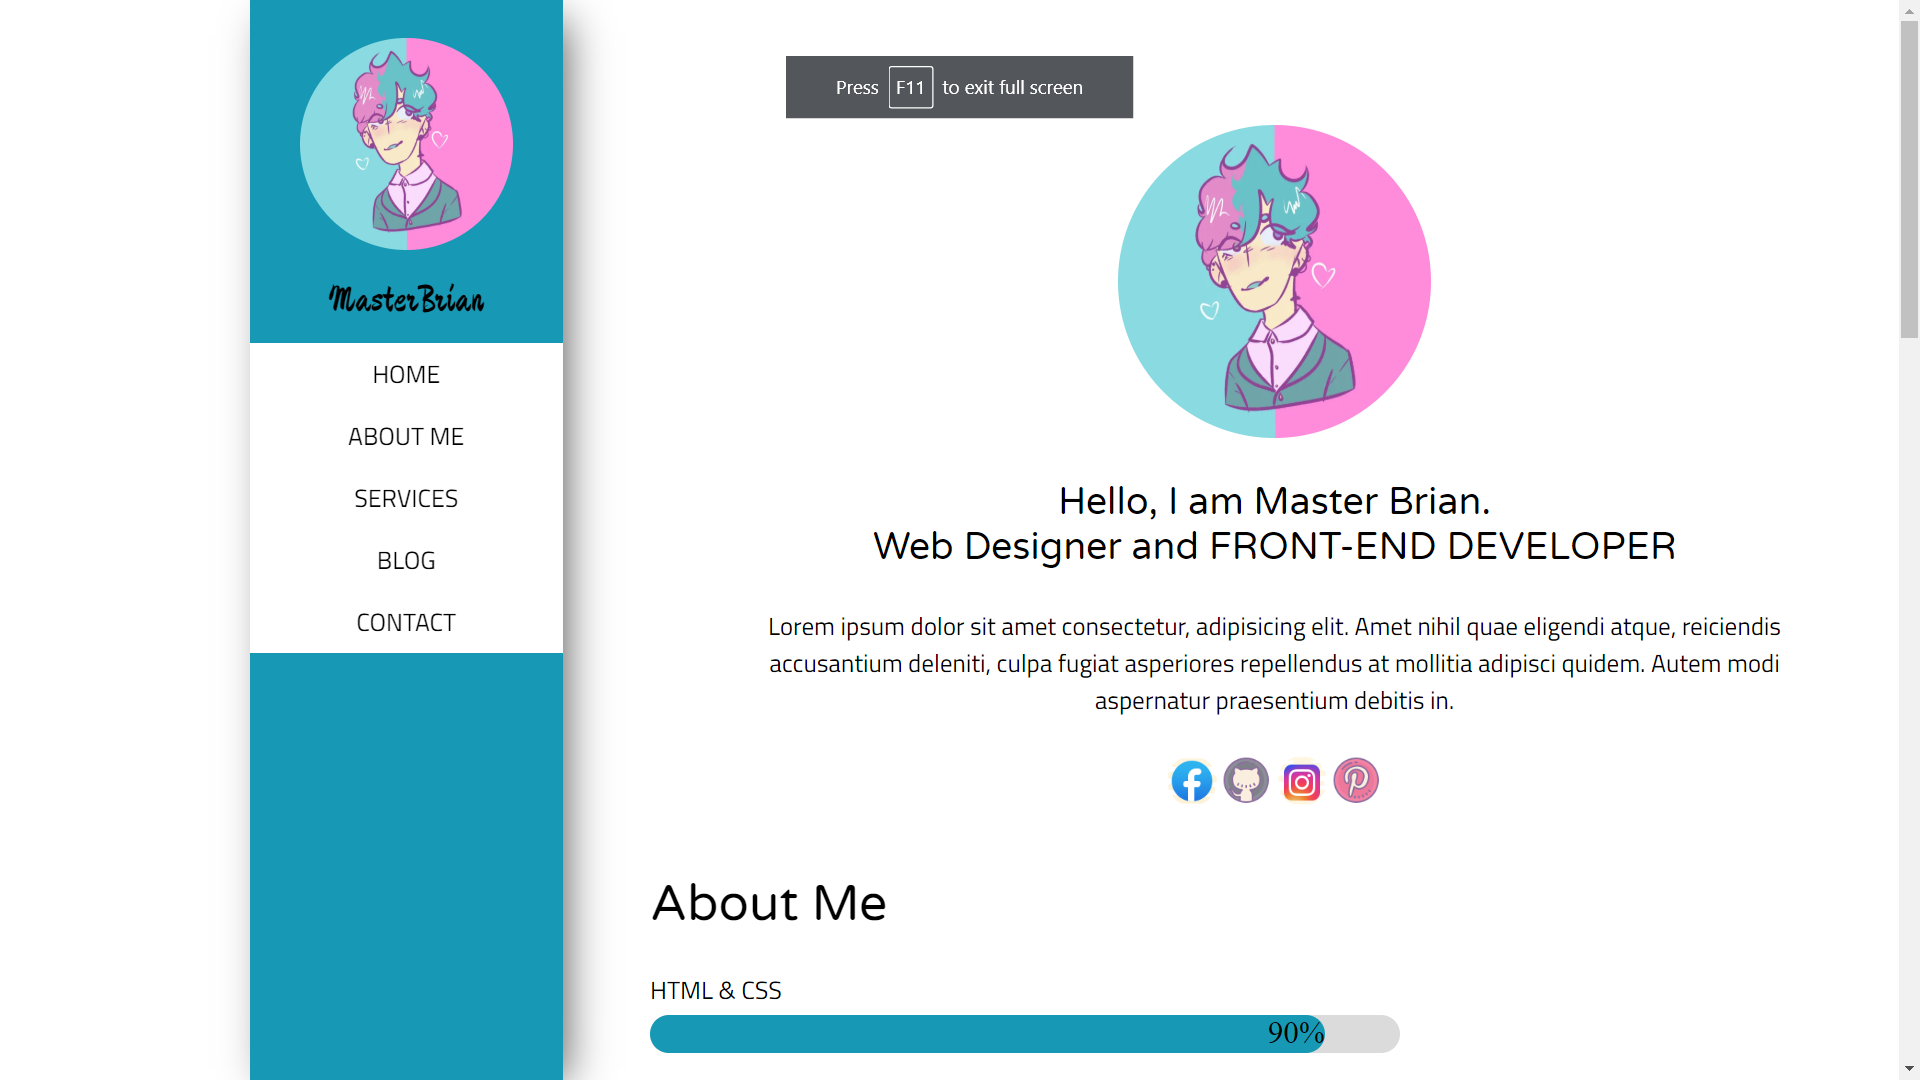 Press F11 to exit full screen
MasterBrian
HOME
ABOUT ME
SERVICES
BLOG
CONTACT
Hello, I am Master Brian.
Web Designer and FRONT-END DEVELOPER
Lorem ipsum dolor sit amet consectetur, adipisicing elit. Amet nihil quae eligendi atque, reiciendis
accusantium deleniti, culpa fugiat asperiores repellendus at mollitia adipisci quidem. Autem modi
aspernatur praesentium debitis in.
About Me
HTML & CSS
90%